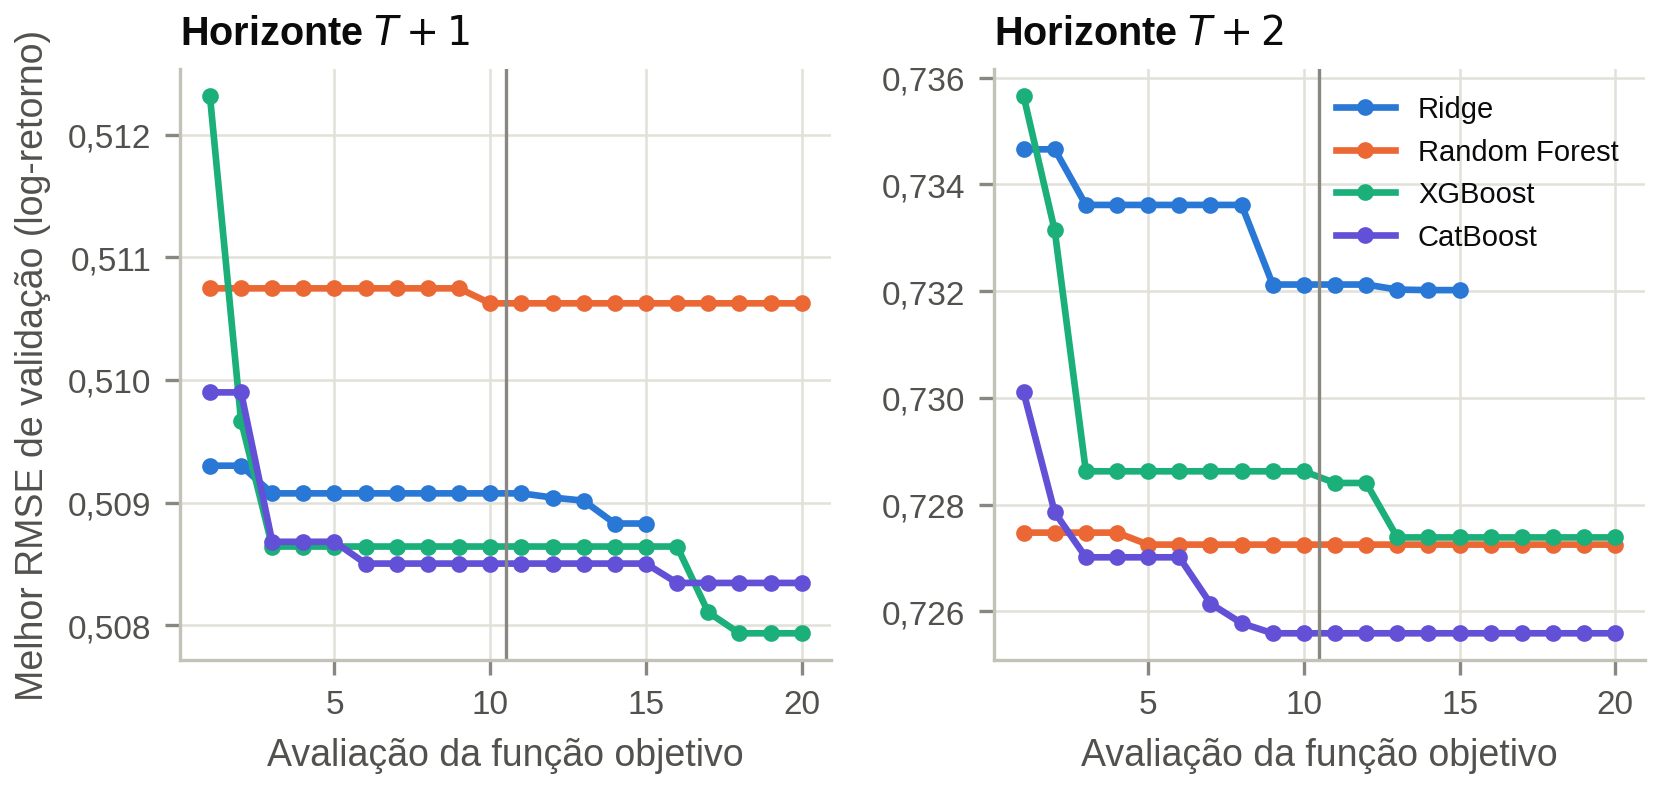 Horizonte T + 1
Melhor RMSE de validação (log-retorno)
0,512
0,511
0,510
0,509
0,508
5 10 15 20
Avaliação da função objetivo
Horizonte T + 2
0,736
0,734
0,732
0,730
0,728
0,726
Ridge
Random Forest
XGBoost
CatBoost
5 10 15 20
Avaliação da função objetivo